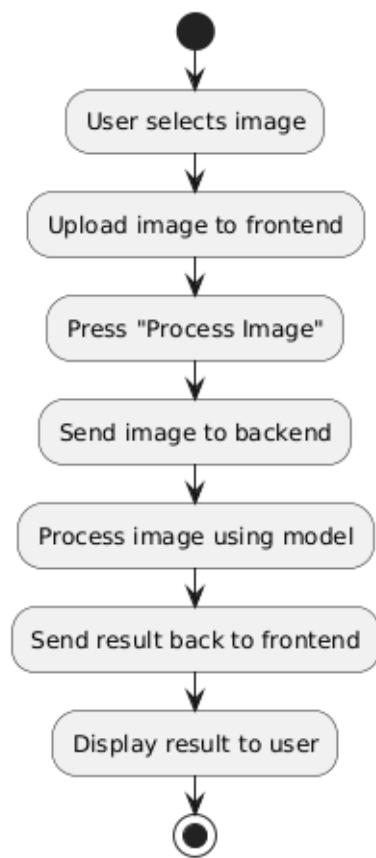 User selects image
Upload image to frontend
Press "Process Image"
Send image to backend
Process image using model
Send result back to frontend
Display result to user